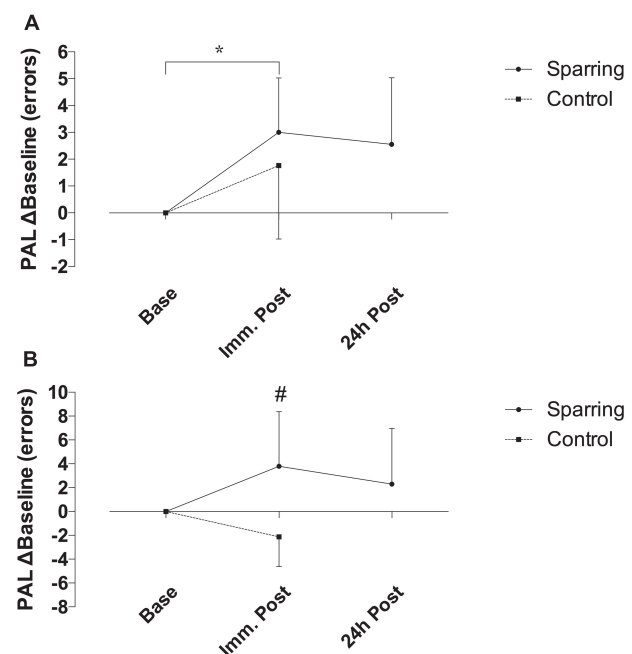 A
PAL ΔBaseline (errors)
6
5
4
3
2
1
0
-1
-2
*
Base
Imm. Post
24h Post
Sparring
Control
B
PAL ΔBaseline (errors)
10
8
6
4
2
0
-2
-4
-6
-8
#
Base
Imm. Post
24h Post
Sparring
Control